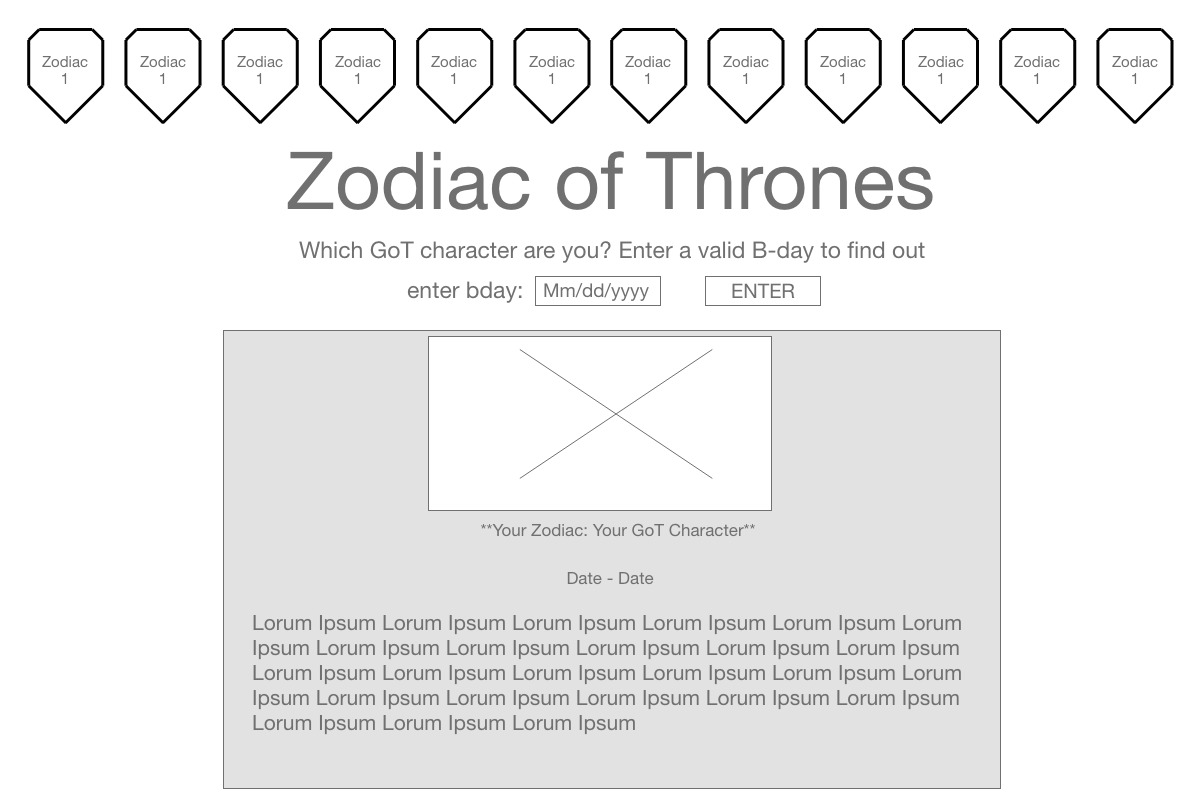 Zodiac Zodiac Zodiac Zodiac Zodiac Zodiac Zodiac Zodiac Zodiac Zodiac Zodiac Zodiac
1 1 1 1 1 1 1 1 1 1 1 1
Zodiac of Thrones
Which GoT character are you? Enter a valid B-day to find out
enter bday: Mm/dd/yyyy ENTER
**Your Zodiac: Your GoT Character**
Date - Date
Lorum Ipsum Lorum Ipsum Lorum Ipsum Lorum Ipsum Lorum Ipsum Lorum
Ipsum Lorum Ipsum Lorum Ipsum Lorum Ipsum Lorum Ipsum Lorum Ipsum
Lorum Ipsum Lorum Ipsum Lorum Ipsum Lorum Ipsum Lorum Ipsum Lorum
Ipsum Lorum Ipsum Lorum Ipsum Lorum Ipsum Lorum Ipsum Lorum Ipsum
Lorum Ipsum Lorum Ipsum Lorum Ipsum